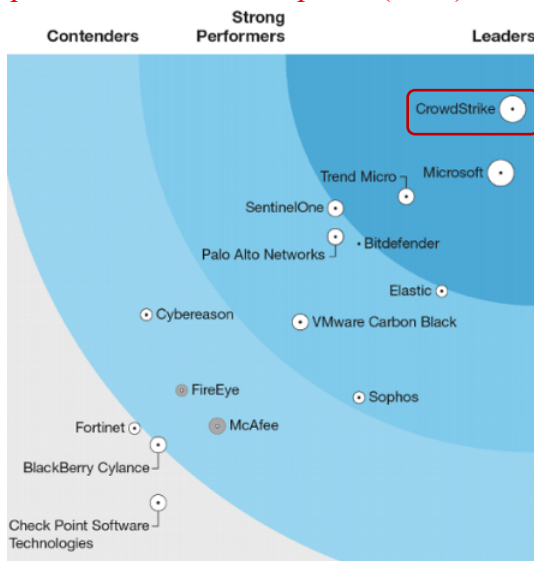 Contenders
Strong
Performers
Leaders
CrowdStrike
Trend Micro
Microsoft
SentinelOne
Bitdefender
Palo Alto Networks
Elastic
Cybereason
VMware Carbon Black
FireEye
Sophos
Fortinet
McAfee
BlackBerry Cylance
Check Point Software
Technologies